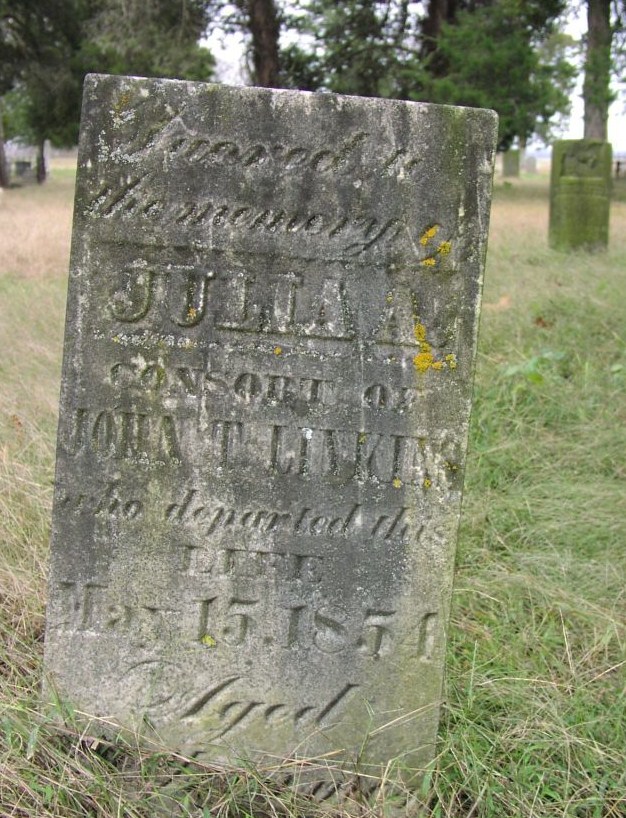 Sacred to
the memory of
JULIA A.
CONSORT OF
JOHN T. LINKINS
who departed this
LIFE
May 15, 1854
Aged